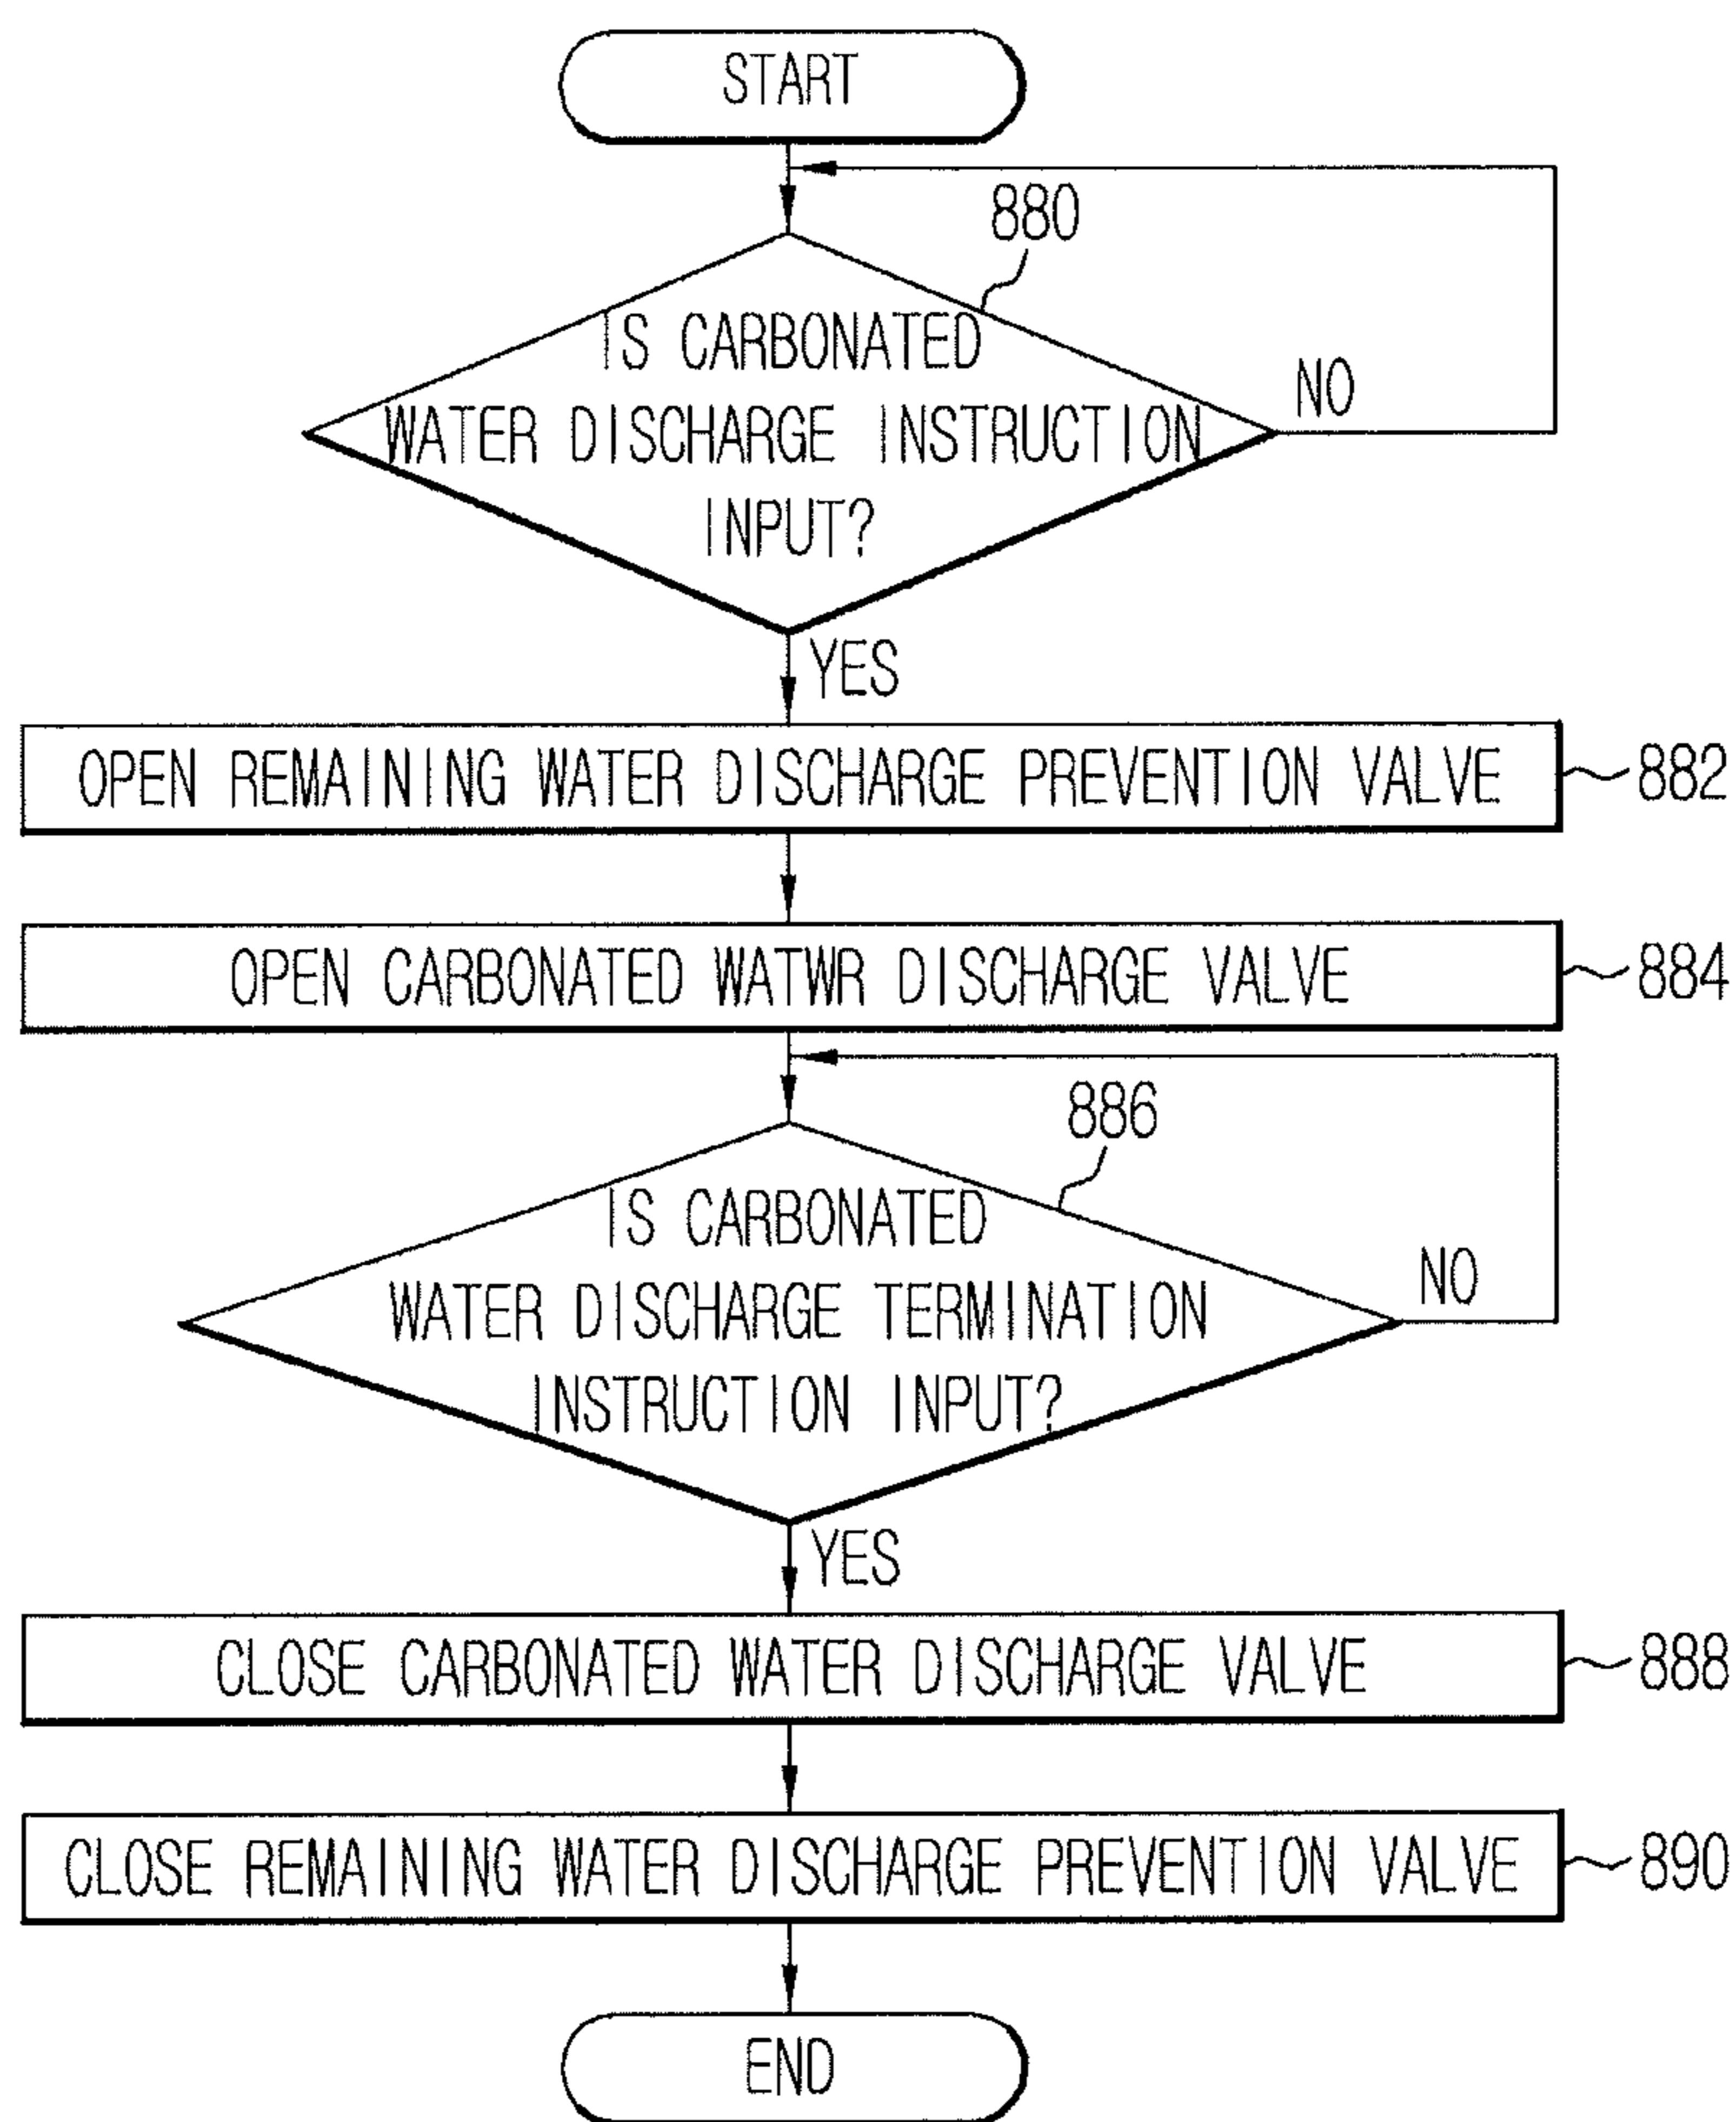 START
880
IS CARBONATED
WATER DISCHARGE INSTRUCTION
INPUT?
NO
YES
OPEN REMAINING WATER DISCHARGE PREVENTION VALVE
882
OPEN CARBONATED WATWR DISCHARGE VALVE
884
886
IS CARBONATED
WATER DISCHARGE TERMINATION
INSTRUCTION INPUT?
NO
YES
CLOSE CARBONATED WATER DISCHARGE VALVE
888
CLOSE REMAINING WATER DISCHARGE PREVENTION VALVE
890
END